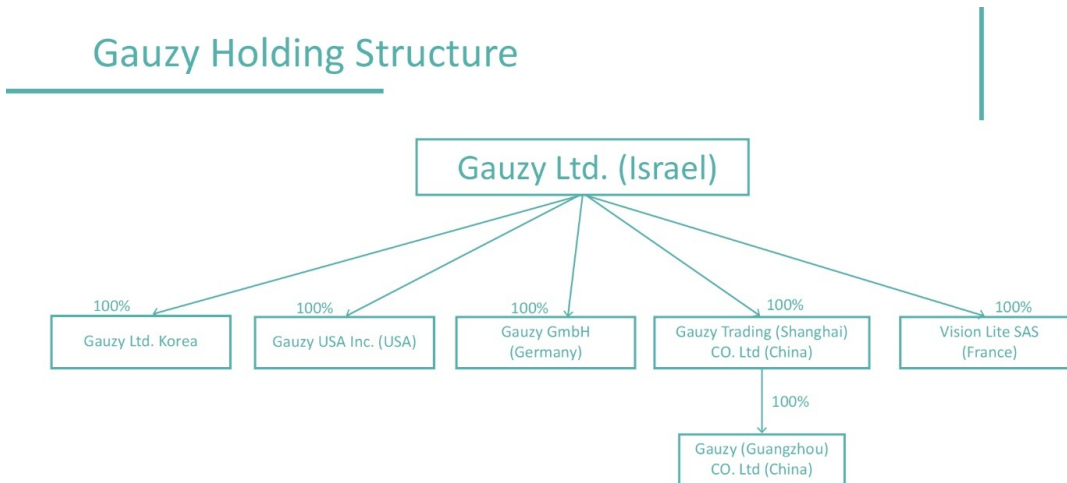 Gauzy Holding Structure
Gauzy Ltd. (Israel)
100%
100%
100%
100%
100%
Gauzy Ltd. Korea
Gauzy USA Inc. (USA)
Gauzy GmbH
(Germany)
Gauzy Trading (Shanghai)
CO. Ltd (China)
Vision Lite SAS
(France)
100%
Gauzy (Guangzhou)
CO. Ltd (China)